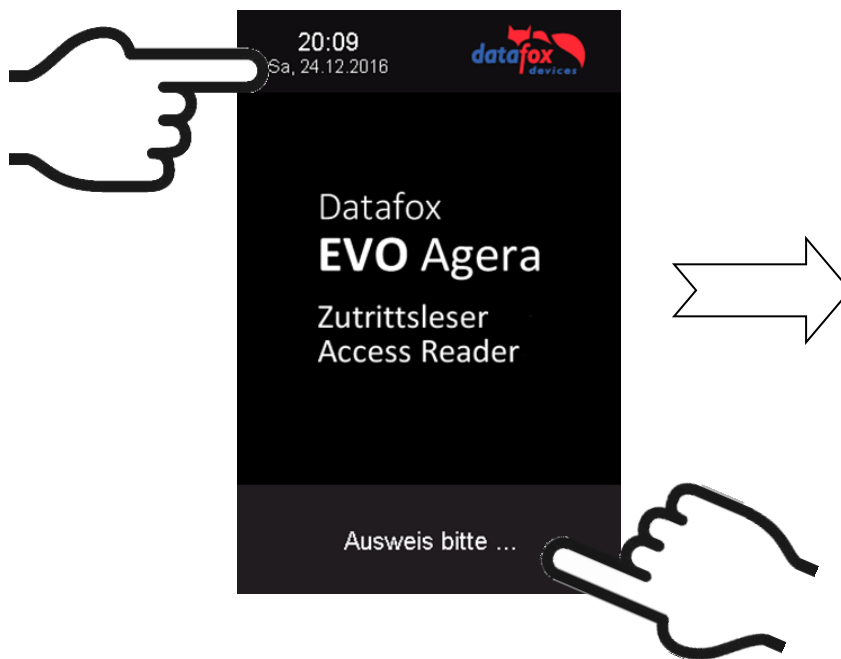 20:09
Sa, 24.12.2016
datafox
devices
Datafox
EVO Agera
Zutrittsleser
Access Reader
Ausweis bitte ...